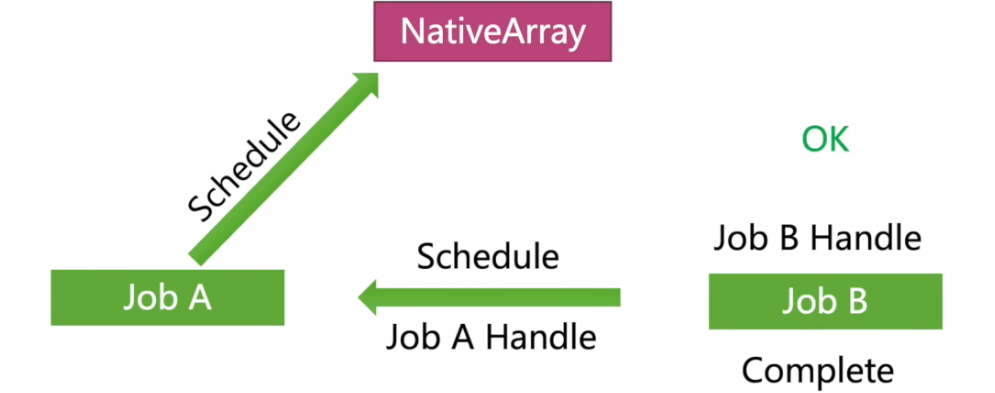 NativeArray
Schedule
OK
Job B Handle
Schedule
Job A
Job B
Job A Handle
Complete